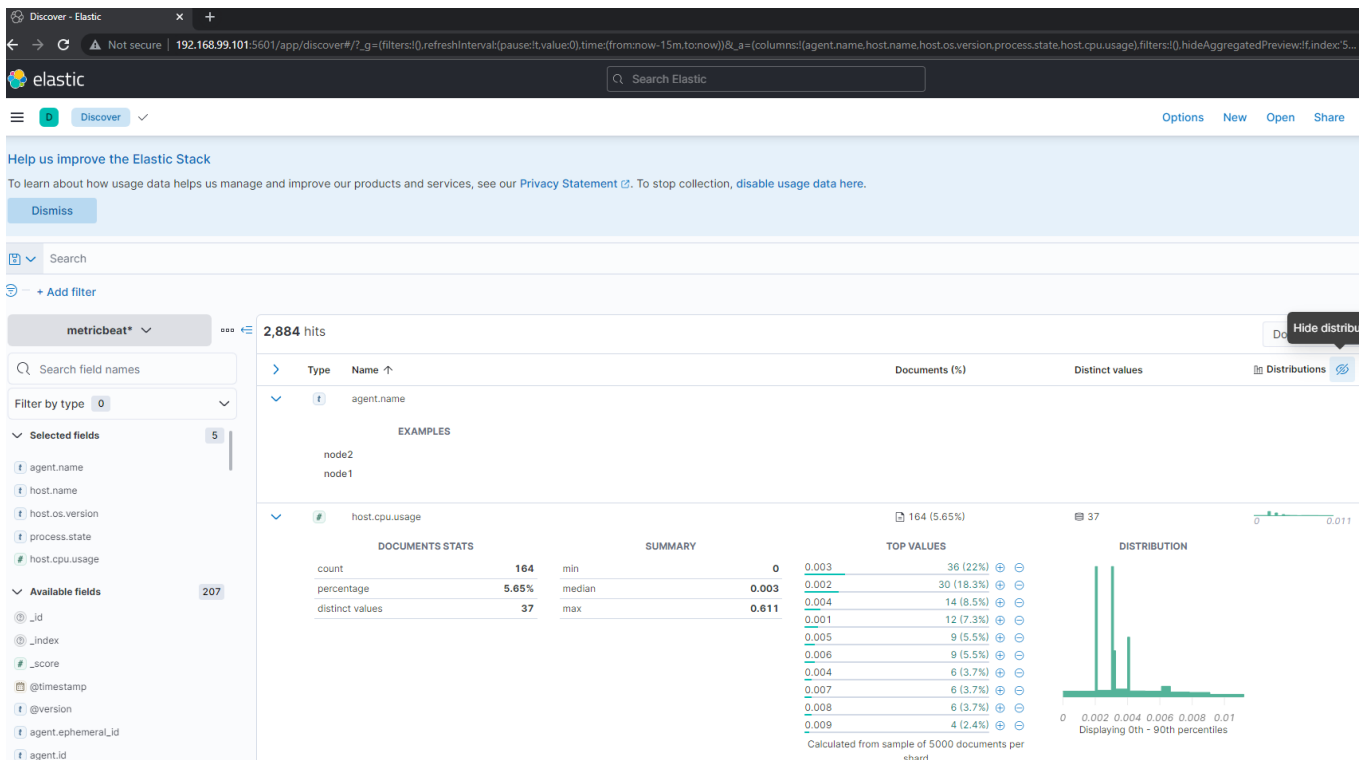 Discover - Elastic
Not secure | 192.168.99.101:5601/app/discover#/?_g=(filters:!(),refreshInterval:(pause:!t,value:0),time:(from:now-15m,to:now))&_a=(columns:!(agent.name,host.name,host.os.version,process.state,host.cpu.usage),filters:!(),hideAggregatedPreview:!f,index:'5...
elastic
Search Elastic
D Discover Options New Open Share
Help us improve the Elastic Stack
To learn about how usage data helps us manage and improve our products and services, see our Privacy Statement. To stop collection, disable usage data here.
Dismiss
Search
+ Add filter
metricbeat*
2,884 hits
Do
Hide distribu
Search field names
Filter by type 0
Selected fields 5
t agent.name
t host.name
t host.os.version
t process.state
# host.cpu.usage
Available fields 207
_id
_index
# _score
@timestamp
t @version
t agent.ephemeral_id
t agent.id
Type Name Documents (%) Distinct values Distributions
t agent.name
EXAMPLES
node2
node1
# host.cpu.usage 164 (5.65%) 37 0 0.011
DOCUMENTS STATS
count 164
percentage 5.65%
distinct values 37
SUMMARY
min 0
median 0.003
max 0.611
TOP VALUES
0.003 36 (22%)
0.002 30 (18.3%)
0.004 14 (8.5%)
0.001 12 (7.3%)
0.005 9 (5.5%)
0.006 9 (5.5%)
0.004 6 (3.7%)
0.007 6 (3.7%)
0.008 6 (3.7%)
0.009 4 (2.4%)
Calculated from sample of 5000 documents per
shard
DISTRIBUTION
0 0.002 0.004 0.006 0.008 0.01
Displaying 0th - 90th percentiles